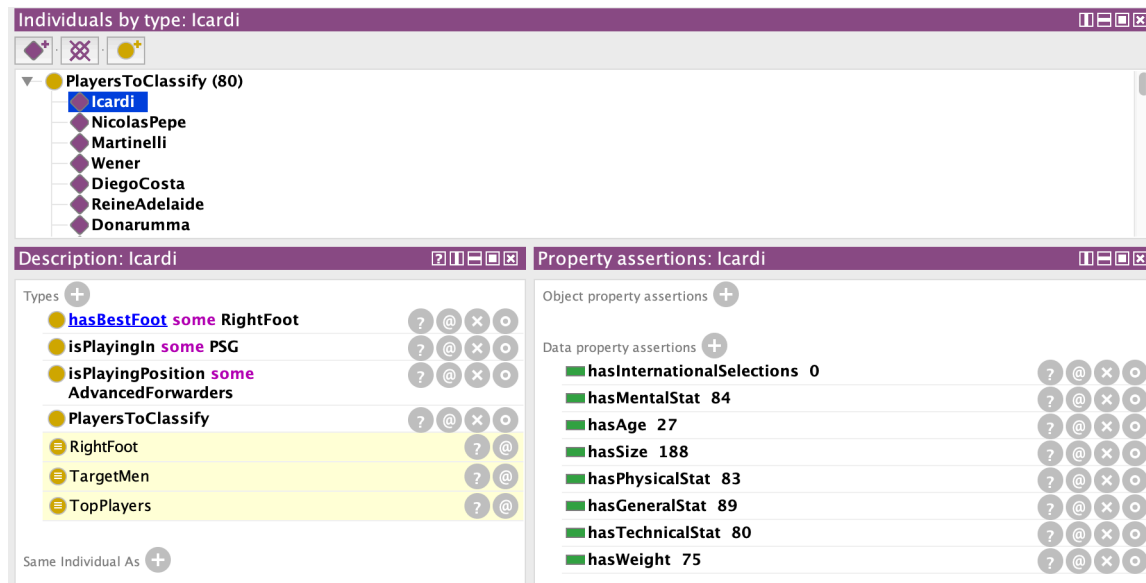 Individuals by type: Icardi
PlayersToClassify (80)
Icardi
NicolasPepe
Martinelli
Wener
DiegoCosta
ReineAdelaide
Donarumma
Description: Icardi
Types
hasBestFoot some RightFoot
isPlayingIn some PSG
isPlayingPosition some
AdvancedForwarders
PlayersToClassify
RightFoot
TargetMen
TopPlayers
Same Individual As
Property assertions: Icardi
Object property assertions
Data property assertions
hasInternationalSelections 0
hasMentalStat 84
hasAge 27
hasSize 188
hasPhysicalStat 83
hasGeneralStat 89
hasTechnicalStat 80
hasWeight 75